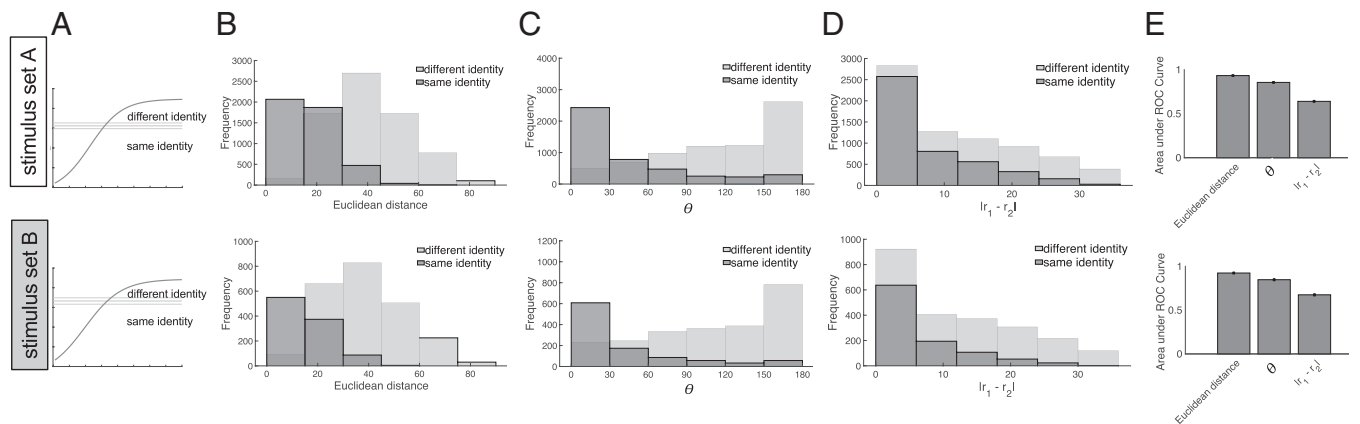 A
B
C
D
E
stimulus set A
different identity
same identity
3000
2500
2000
1500
1000
500
0
Frequency
different identity
same identity
0 20 40 60 80
Euclidean distance
4000
3000
2000
1000
0
Frequency
different identity
same identity
0 30 60 90 120 150 180
θ
3000
2500
2000
1500
1000
500
0
Frequency
different identity
same identity
0 10 20 30
|r1 - r2|
1
0.5
0
Area under ROC Curve
Euclidean distance
θ
|r1 - r2|
stimulus set B
different identity
same identity
1000
800
600
400
200
0
Frequency
different identity
same identity
0 20 40 60 80
Euclidean distance
1200
1000
800
600
400
200
0
Frequency
different identity
same identity
0 30 60 90 120 150 180
θ
1000
800
600
400
200
0
Frequency
different identity
same identity
0 10 20 30
|r1 - r2|
1
0.5
0
Area under ROC Curve
Euclidean distance
θ
|r1 - r2|